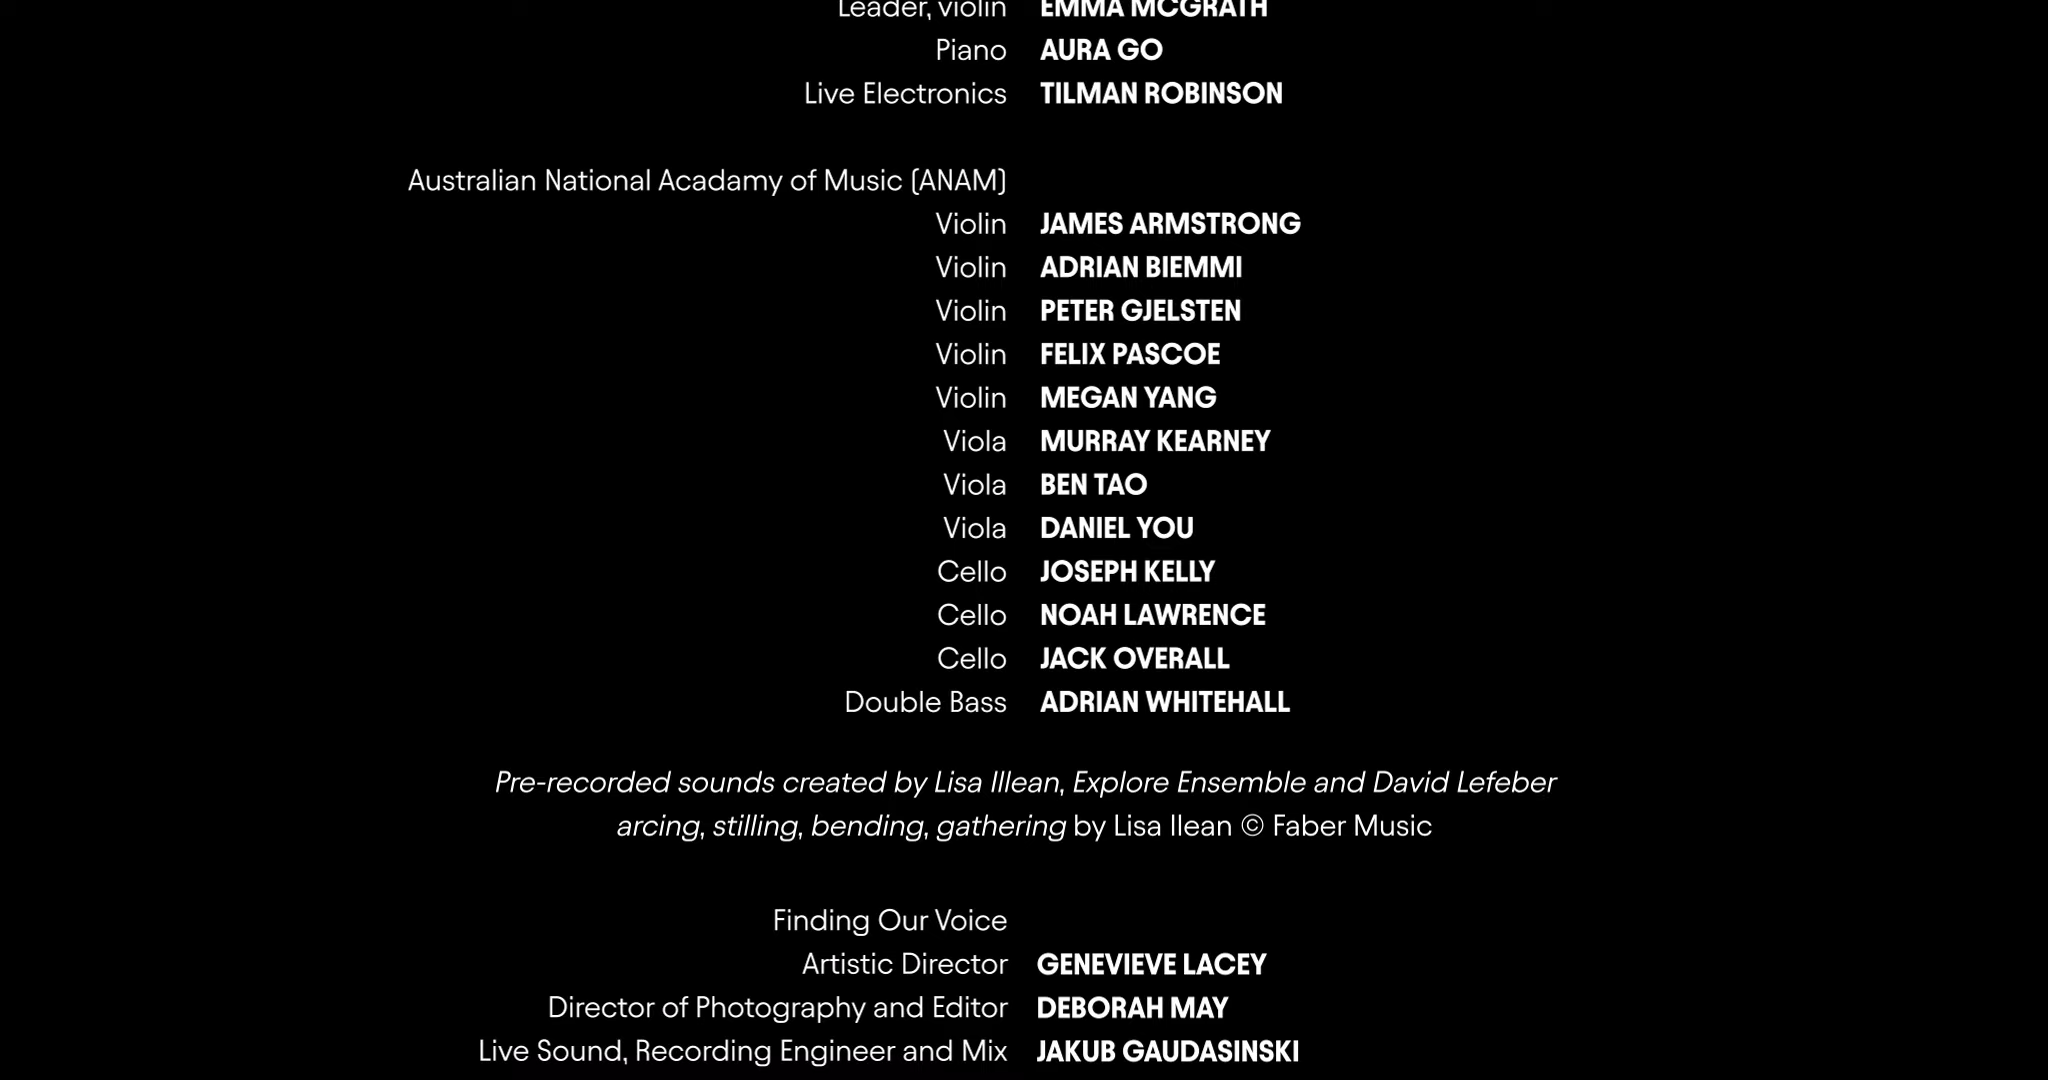 Leader, violin EMMA MCGRATH
Piano AURA GO
Live Electronics TILMAN ROBINSON
Australian National Acadamy of Music (ANAM)
Violin JAMES ARMSTRONG
Violin ADRIAN BIEMMI
Violin PETER GJELSTEN
Violin FELIX PASCOE
Violin MEGAN YANG
Viola MURRAY KEARNEY
Viola BEN TAO
Viola DANIEL YOU
Cello JOSEPH KELLY
Cello NOAH LAWRENCE
Cello JACK OVERALL
Double Bass ADRIAN WHITEHALL
Pre-recorded sounds created by Lisa Illean, Explore Ensemble and David Lefeber
arcing, stilling, bending, gathering by Lisa Ilean © Faber Music
Finding Our Voice
Artistic Director GENEVIEVE LACEY
Director of Photography and Editor DEBORAH MAY
Live Sound, Recording Engineer and Mix JAKUB GAUDASINSKI